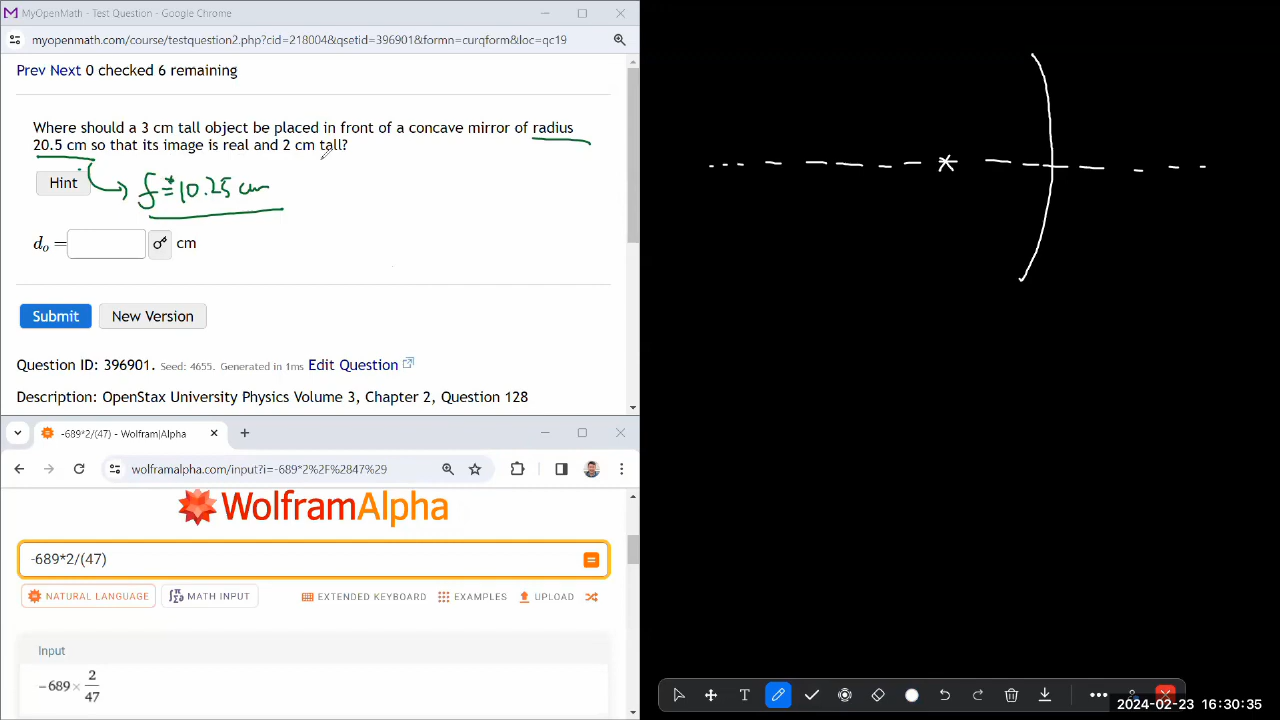 MyOpenMath - Test Question - Google Chrome
myopenmath.com/course/testquestion2.php?cid=218004&qsetid=396901&formn=curqform&loc=qc19
Prev Next 0 checked 6 remaining
Where should a 3 cm tall object be placed in front of a concave mirror of radius
20.5 cm so that its image is real and 2 cm tall?
Hint
f = +10.25 cm
do = cm
Submit New Version
Question ID: 396901. Seed: 4655. Generated in 1ms Edit Question
Description: OpenStax University Physics Volume 3, Chapter 2, Question 128
-689*2/(47) - Wolfram|Alpha
wolframalpha.com/input?i=-689*2%2F%2847%29
WolframAlpha
-689*2/(47)
NATURAL LANGUAGE MATH INPUT EXTENDED KEYBOARD EXAMPLES UPLOAD
Input
-689 × 2/47
T
2024-02-23 16:30:35